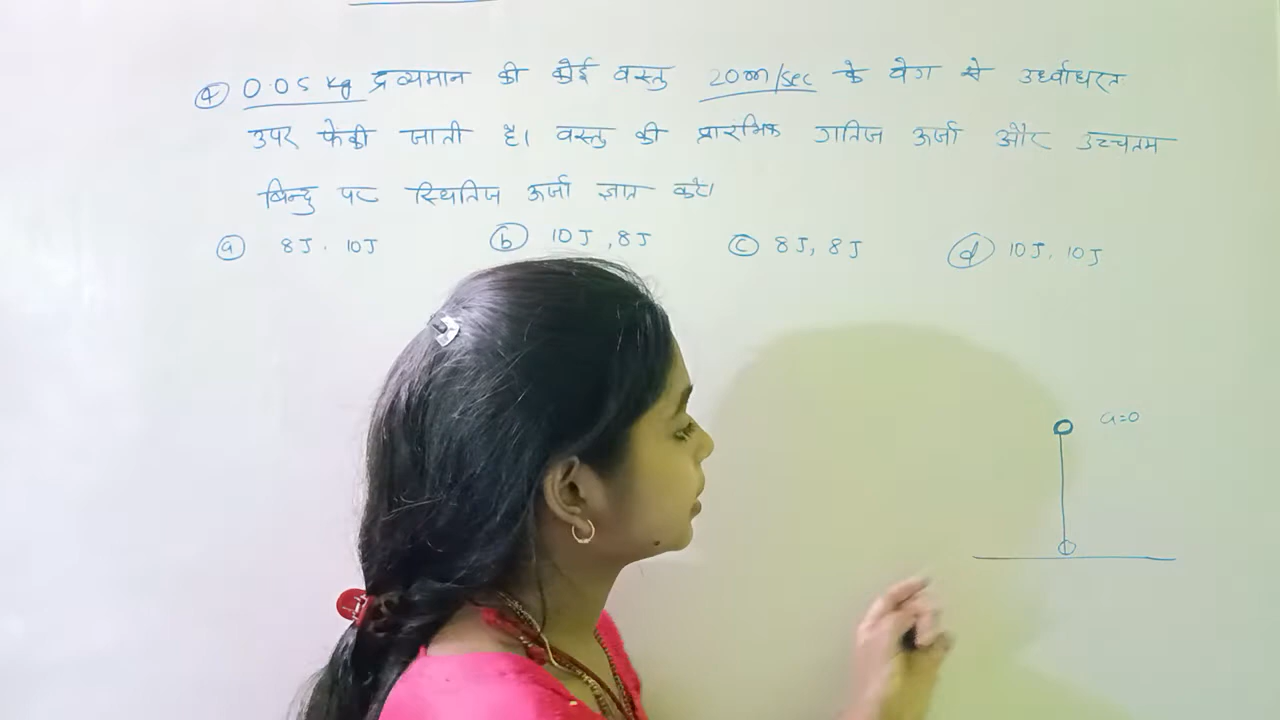 ④ 0.05 kg द्रव्यमान की कोई वस्तु 20m/sec के वेग से उर्ध्वाधरत
उपर फेकी जाती है। वस्तु की प्रारंभिक गतिज ऊर्जा और उच्चतम
बिन्दु पर स्थितिज ऊर्जा ज्ञात करे।
ⓐ 8J, 10J ⓑ 10J, 8J ⓒ 8J, 8J ⓓ 10J, 10J
u=0